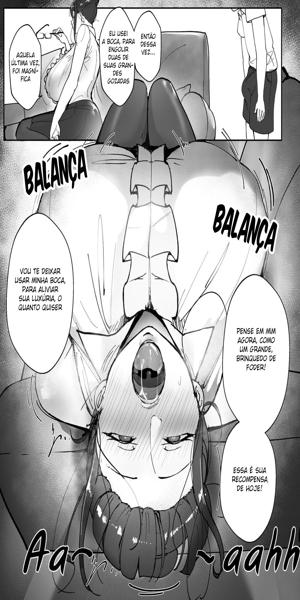 ENTÃO
DESSA
VEZ...
EU USEI
A BOCA, PARA
ENGOLIR
DUAS DE
SUAS GRAN-
DES
GOZADAS
AQUELA
ÚLTIMA VEZ,
FOI MAGNÍ-
FICA
BALANÇA
BALANÇA
VOU TE DEIXAR
USAR MINHA BOCA,
PARA ALIVIAR
SUA LUXÚRIA, O
QUANTO QUISER
PENSE EM MIM
AGORA, COMO
UM GRANDE,
BRINQUEDO
DE FODER!
ESSA É SUA
RECOMPENSA
DE HOJE!
Aa~
~aahh